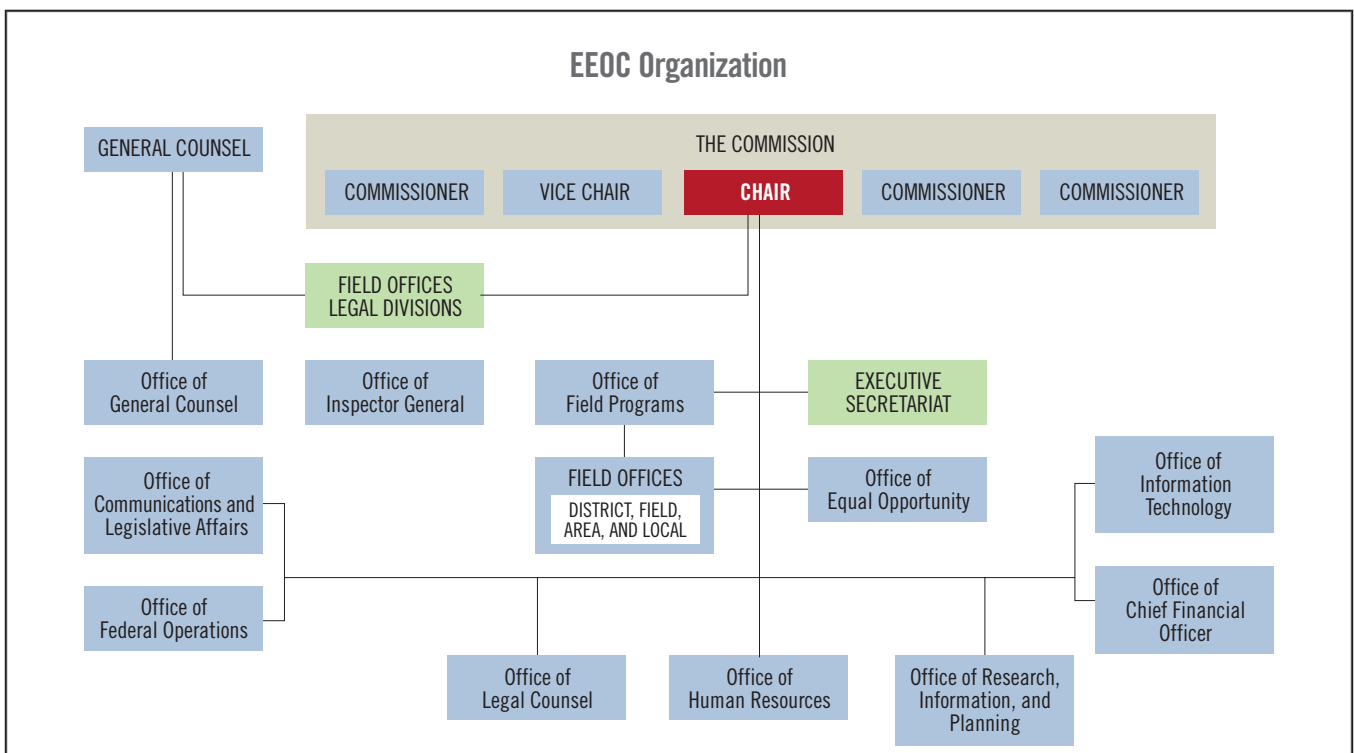 EEOC Organization
GENERAL COUNSEL
THE COMMISSION
COMMISSIONER
VICE CHAIR
CHAIR
COMMISSIONER
COMMISSIONER
FIELD OFFICES
LEGAL DIVISIONS
Office of
General Counsel
Office of
Inspector General
Office of
Field Programs
EXECUTIVE
SECRETARIAT
Office of
Communications and
Legislative Affairs
FIELD OFFICES
DISTRICT, FIELD,
AREA, AND LOCAL
Office of
Equal Opportunity
Office of
Information
Technology
Office of
Federal Operations
Office of
Chief Financial
Officer
Office of
Legal Counsel
Office of
Human Resources
Office of Research,
Information, and
Planning